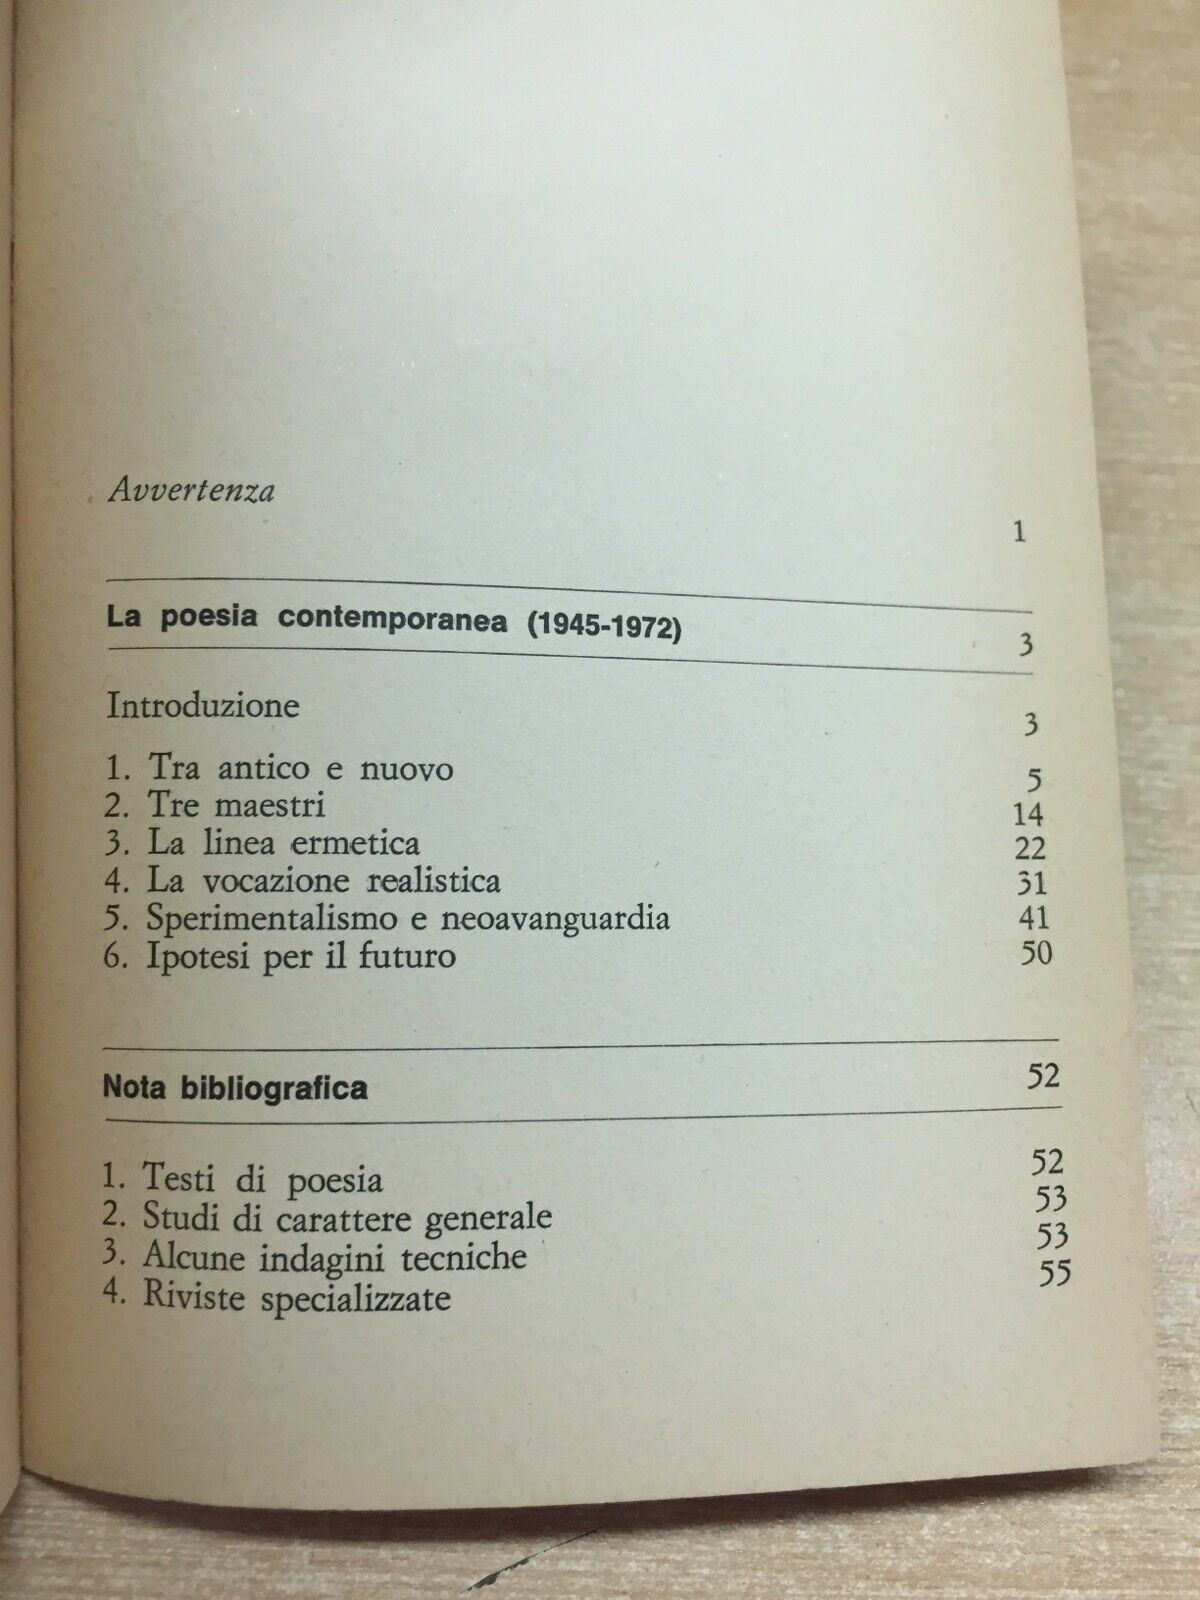 Avvertenza 1
La poesia contemporanea (1945-1972) 3
Introduzione 3
1. Tra antico e nuovo 5
2. Tre maestri 14
3. La linea ermetica 22
4. La vocazione realistica 31
5. Sperimentalismo e neoavanguardia 41
6. Ipotesi per il futuro 50
Nota bibliografica 52
1. Testi di poesia 52
2. Studi di carattere generale 53
3. Alcune indagini tecniche 53
4. Riviste specializzate 55